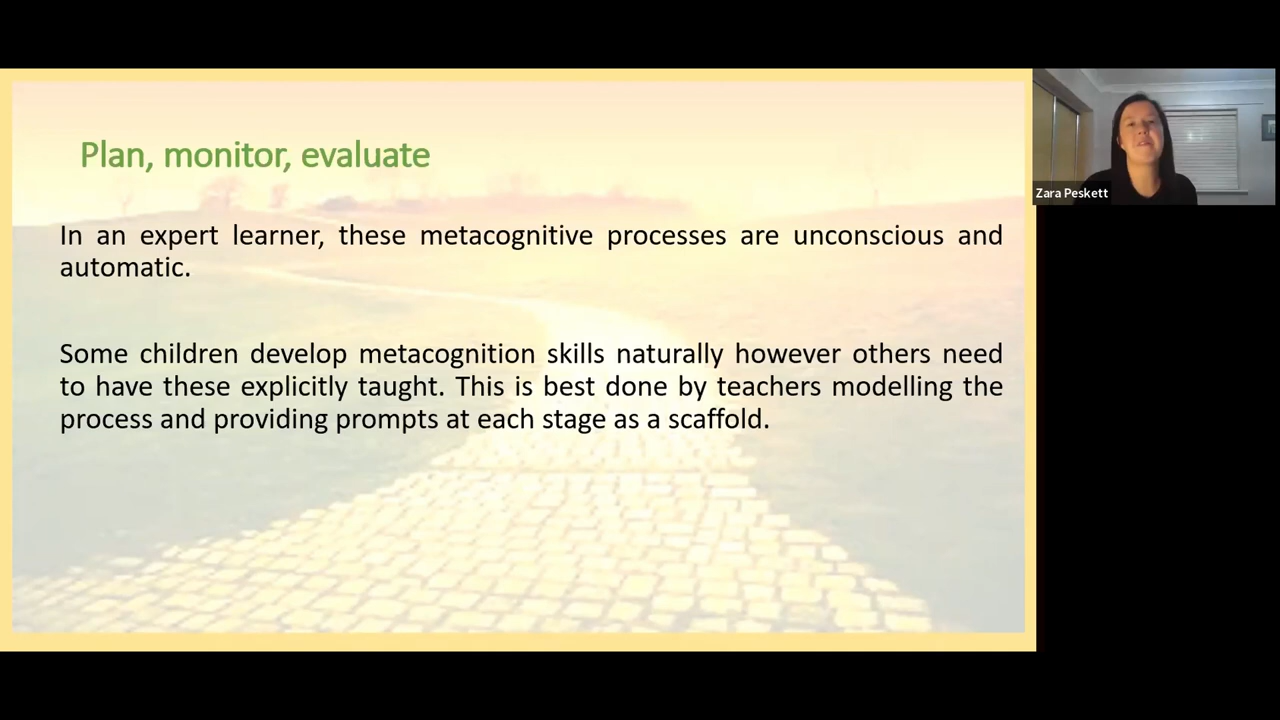 Plan, monitor, evaluate
In an expert learner, these metacognitive processes are unconscious and
automatic.
Some children develop metacognition skills naturally however others need
to have these explicitly taught. This is best done by teachers modelling the
process and providing prompts at each stage as a scaffold.
Zara Peskett